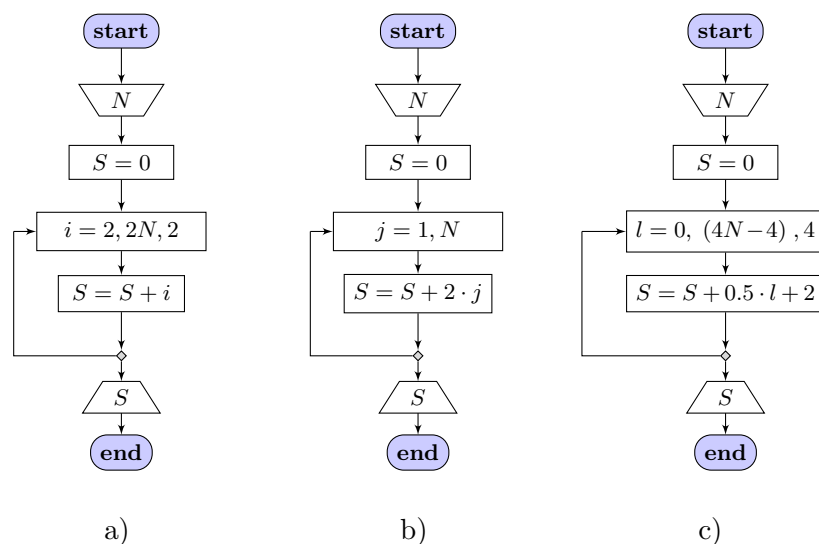 start
N
S = 0
i = 2, 2N, 2
S = S + i
S
end
a)
start
N
S = 0
j = 1, N
S = S + 2 · j
S
end
b)
start
N
S = 0
l = 0, (4N−4) , 4
S = S + 0.5 · l + 2
S
end
c)